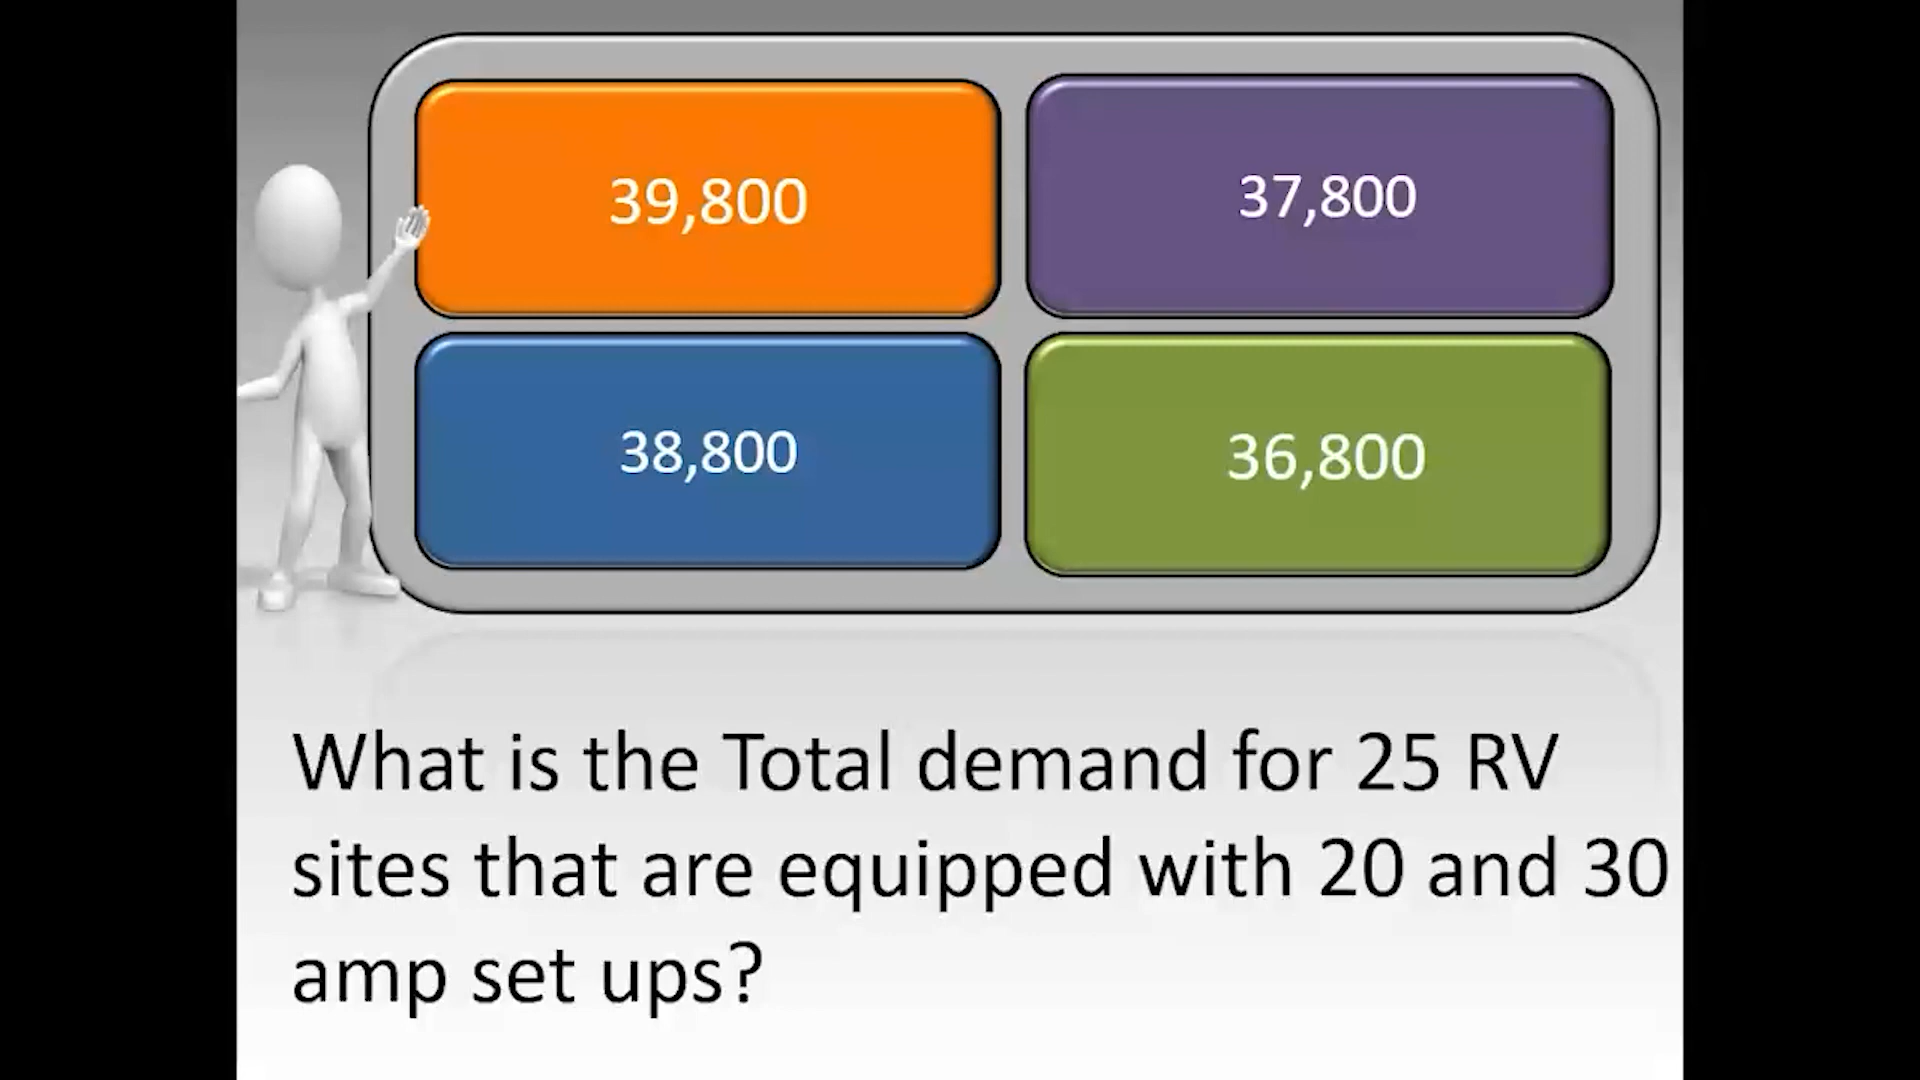 39,800
37,800
38,800
36,800
What is the Total demand for 25 RV
sites that are equipped with 20 and 30
amp set ups?